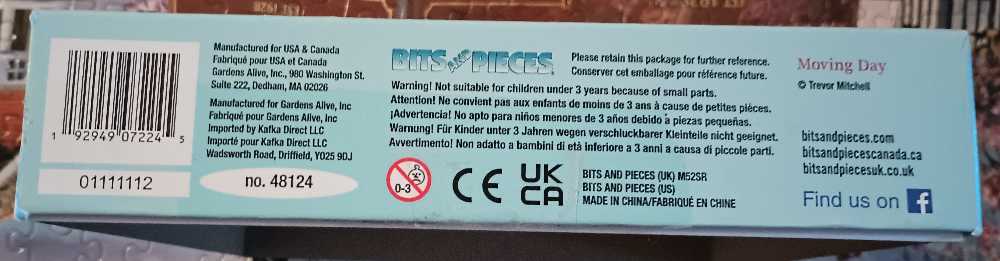 1 92949 07224 5
01111112
Manufactured for USA & Canada
Fabriqué pour USA et Canada
Gardens Alive, Inc., 980 Washington St.
Suite 222, Dedham, MA 02026
Manufactured for Gardens Alive, Inc
Fabriqué pour Gardens Alive, Inc
Imported by Kafka Direct LLC
Importé pour Kafka Direct LLC
Wadsworth Road, Driffield, YO25 9DJ
no. 48124
BITS AND PIECES
Please retain this package for further reference.
Conserver cet emballage pour référence future.
Warning! Not suitable for children under 3 years because of small parts.
Attention! Ne convient pas aux enfants de moins de 3 ans à cause de petites pièces.
¡Advertencia! No apto para niños menores de 3 años debido a piezas pequeñas.
Warnung! Für Kinder unter 3 Jahren wegen verschluckbarer Kleinteile nicht geeignet.
Avvertimento! Non adatto a bambini di età inferiore a 3 anni a causa di piccole parti.
0-3
CE
UK
CA
BITS AND PIECES (UK) M52SR
BITS AND PIECES (US)
MADE IN CHINA/FABRIQUÉ EN CHINE
Moving Day
© Trevor Mitchell
bitsandpieces.com
bitsandpiecescanada.ca
bitsandpiecesuk.co.uk
Find us on f